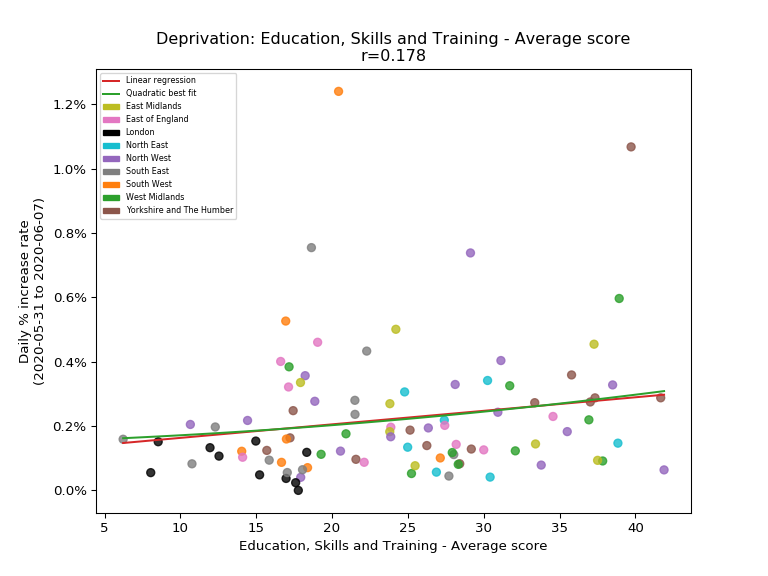 Deprivation: Education, Skills and Training - Average score
r=0.178
Linear regression
Quadratic best fit
East Midlands
East of England
London
North East
North West
South East
South West
West Midlands
Yorkshire and The Humber
1.2%
1.0%
0.8%
0.6%
0.4%
0.2%
0.0%
Daily % increase rate
(2020-05-31 to 2020-06-07)
5 10 15 20 25 30 35 40
Education, Skills and Training - Average score